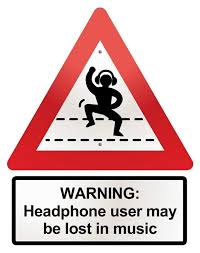 WARNING:
Headphone user may
be lost in music